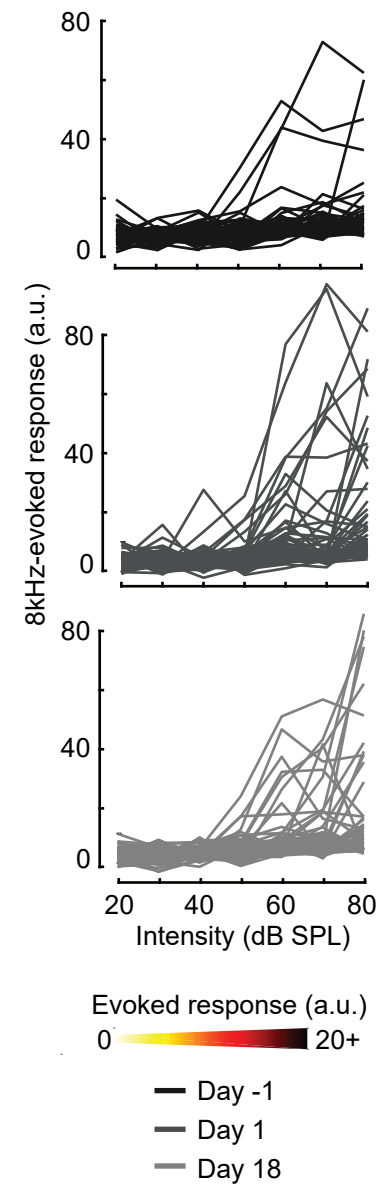 80
40
0
80
40
0
80
40
0
8kHz-evoked response (a.u.)
20 40 60 80
Intensity (dB SPL)
Evoked response (a.u.)
0 20+
Day -1
Day 1
Day 18